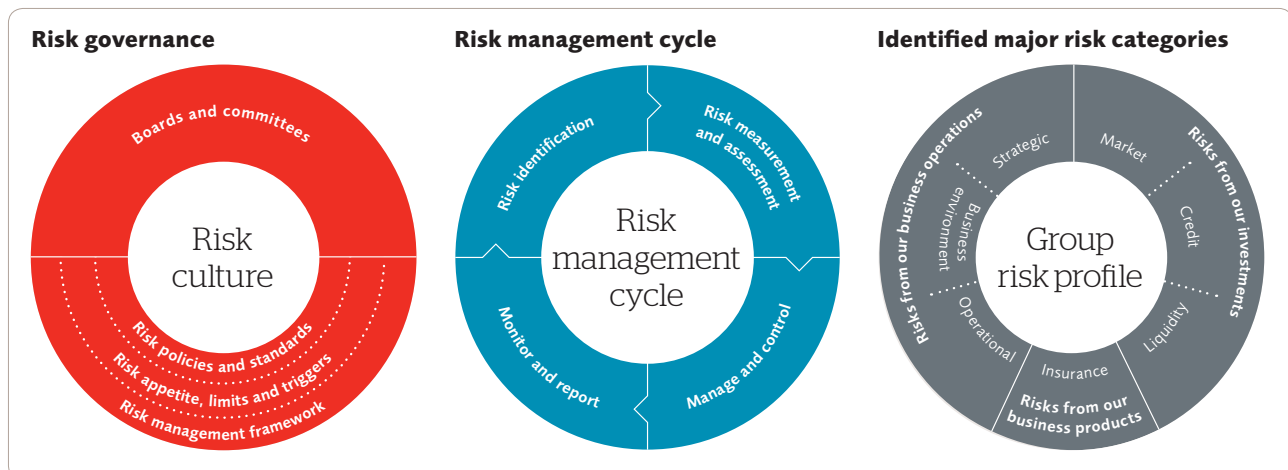 Risk governance
Boards and committees
Risk
culture
Risk policies and standards
Risk appetite, limits and triggers
Risk management framework
Risk management cycle
Risk identification
Risk measurement
and assessment
Risk
management
cycle
Monitor and report
Manage and control
Identified major risk categories
Risks from our business operations
Strategic
Business
environment
Operational
Market
Credit
Liquidity
Risks from our investments
Group
risk profile
Insurance
Risks from our
business products